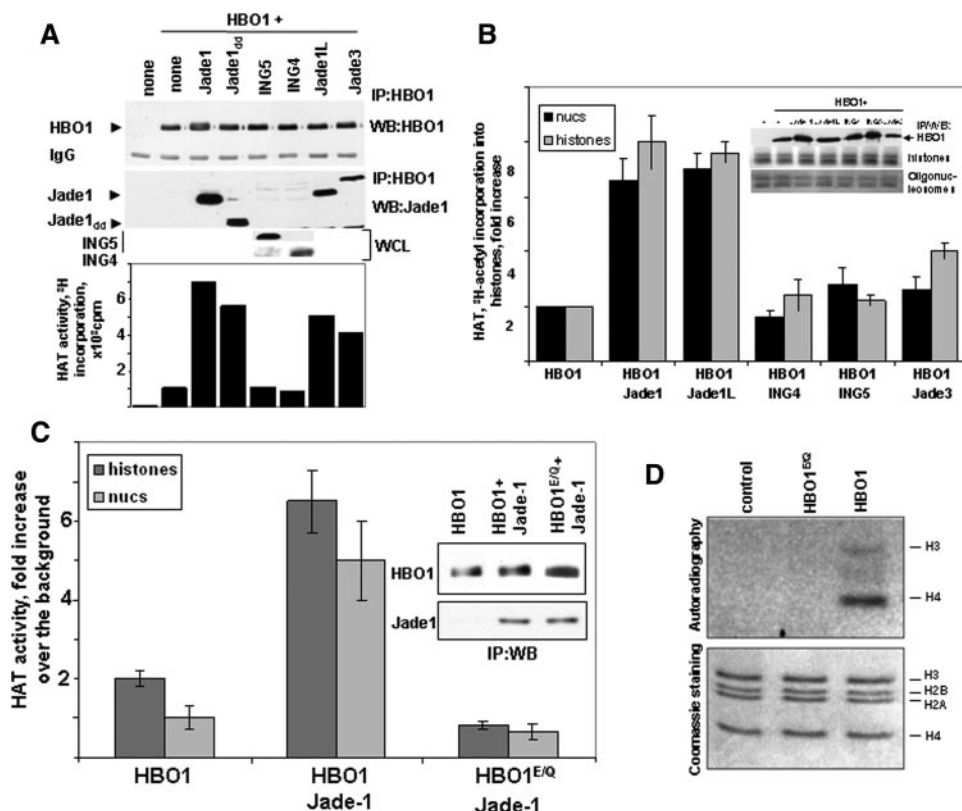 A
HBO1 +
none
none
Jade1
Jade1dd
ING5
ING4
Jade1L
Jade3
IP:HBO1
HBO1
WB:HBO1
IgG
IP:HBO1
Jade1
WB:Jade1
Jade1dd
ING5
ING4
WCL
HAT activity, ³H
incorporation,
6
4
2
B
nucs
histones
HAT, ³H-acetyl incorporation into
histones, fold increase
8
6
4
2
HBO1+
IP/WB:
HBO1
histones
Oligonuc-
leosomes
HBO1
HBO1
Jade1
HBO1
Jade1L
HBO1
ING4
HBO1
ING5
HBO1
Jade3
C
histones
nucs
HAT activity, fold increase
over the background
6
4
2
HBO1
HBO1+
Jade-1
HBO1E/Q+
Jade-1
HBO1
Jade1
IP:WB
HBO1
HBO1
Jade-1
HBO1E/Q
Jade-1
D
control
HBO1E/Q
HBO1
Autoradiography
H3
H4
Coomassie staining
H3
H2B
H2A
H4